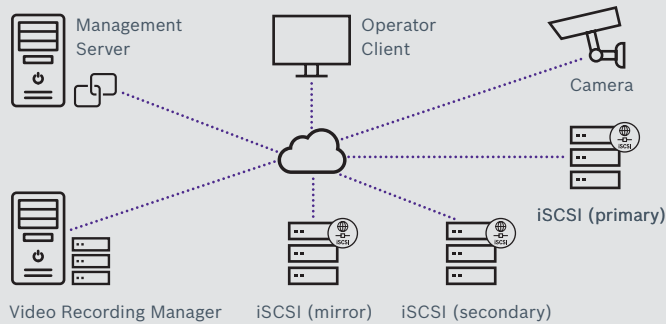 Management
Server
Operator
Client
Camera
iSCSI
iSCSI (primary)
iSCSI
iSCSI
Video Recording Manager
iSCSI (mirror)
iSCSI (secondary)